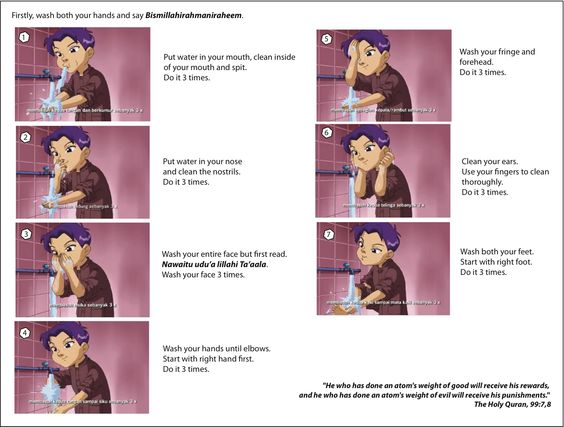 Firstly, wash both your hands and say Bismillahirahmaniraheem.
1
membasuh kedua tangan dan berkumur sebanyak 3 x
Put water in your mouth, clean inside
of your mouth and spit.
Do it 3 times.
2
hidung sebanyak 3 x
Put water in your nose
and clean the nostrils.
Do it 3 times.
3
membasuh muka sebanyak 3 x
Wash your entire face but first read.
Nawaitu udu'a lillahi Ta'aala.
Wash your face 3 times.
4
sampai siku sebanyak 3 x
Wash your hands until elbows.
Start with right hand first.
Do it 3 times.
5
kepala/rambut sebanyak 3 x
Wash your fringe and
forehead.
Do it 3 times.
6
membasuh kedua telinga sebanyak 3 x
Clean your ears.
Use your fingers to clean
thoroughly.
Do it 3 times.
7
membasuh kedua kaki sampai mata kaki sebanyak 3 x
Wash both your feet.
Start with right foot.
Do it 3 times.
"He who has done an atom's weight of good will receive his rewards,
and he who has done an atom's weight of evil will receive his punishments."
The Holy Quran, 99:7,8